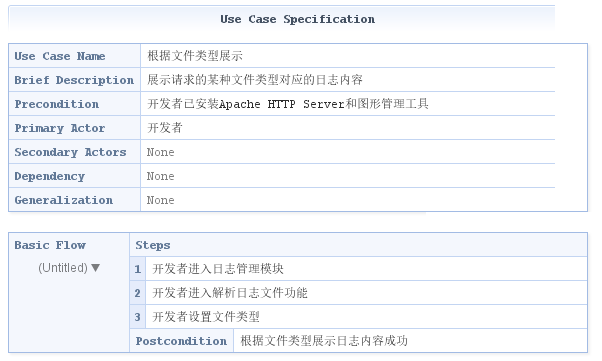 Use Case Specification
Use Case Name 根据文件类型展示
Brief Description 展示请求的某种文件类型对应的日志内容
Precondition 开发者已安装Apache HTTP Server和图形管理工具
Primary Actor 开发者
Secondary Actors None
Dependency None
Generalization None
Basic Flow Steps
(Untitled) ▼ 1 开发者进入日志管理模块
2 开发者进入解析日志文件功能
3 开发者设置文件类型
Postcondition 根据文件类型展示日志内容成功